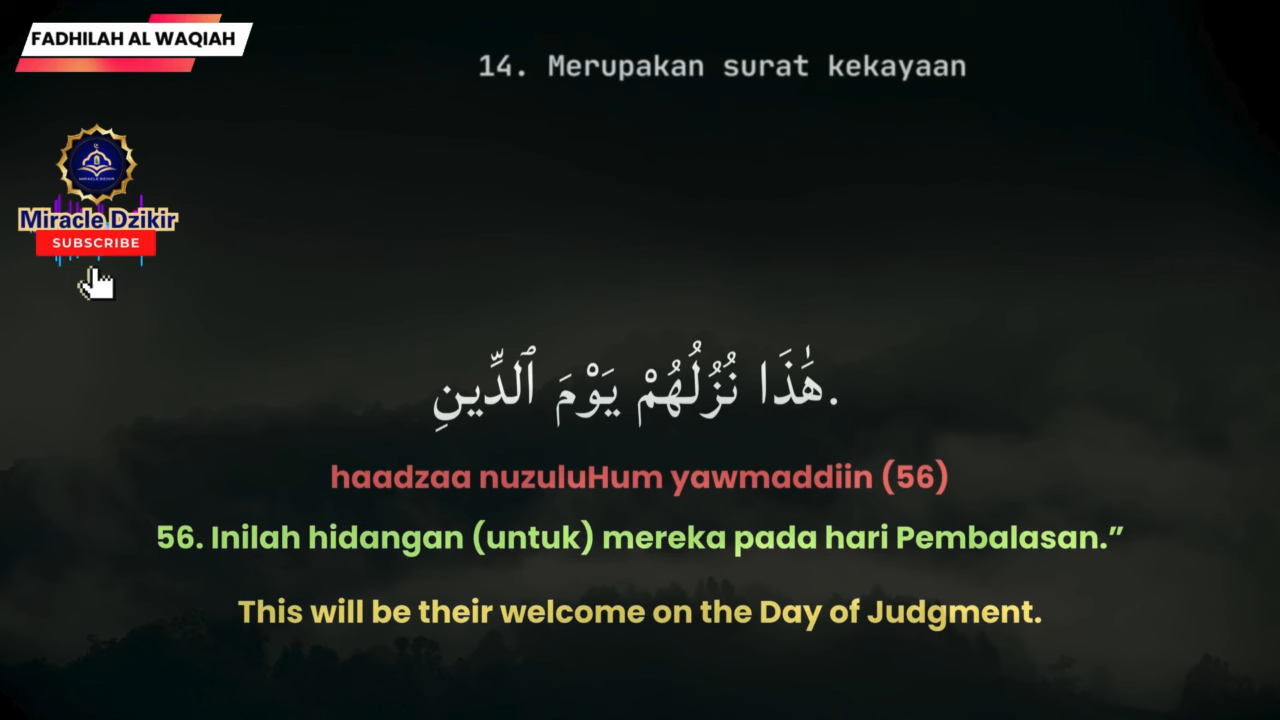 FADHILAH AL WAQIAH
14. Merupakan surat kekayaan
Miracle Dzikir
SUBSCRIBE
هَٰذَا نُزُلُهُمْ يَوْمَ ٱلدِّينِ.
haadzaa nuzuluHum yawmaddiin (56)
56. Inilah hidangan (untuk) mereka pada hari Pembalasan.”
This will be their welcome on the Day of Judgment.